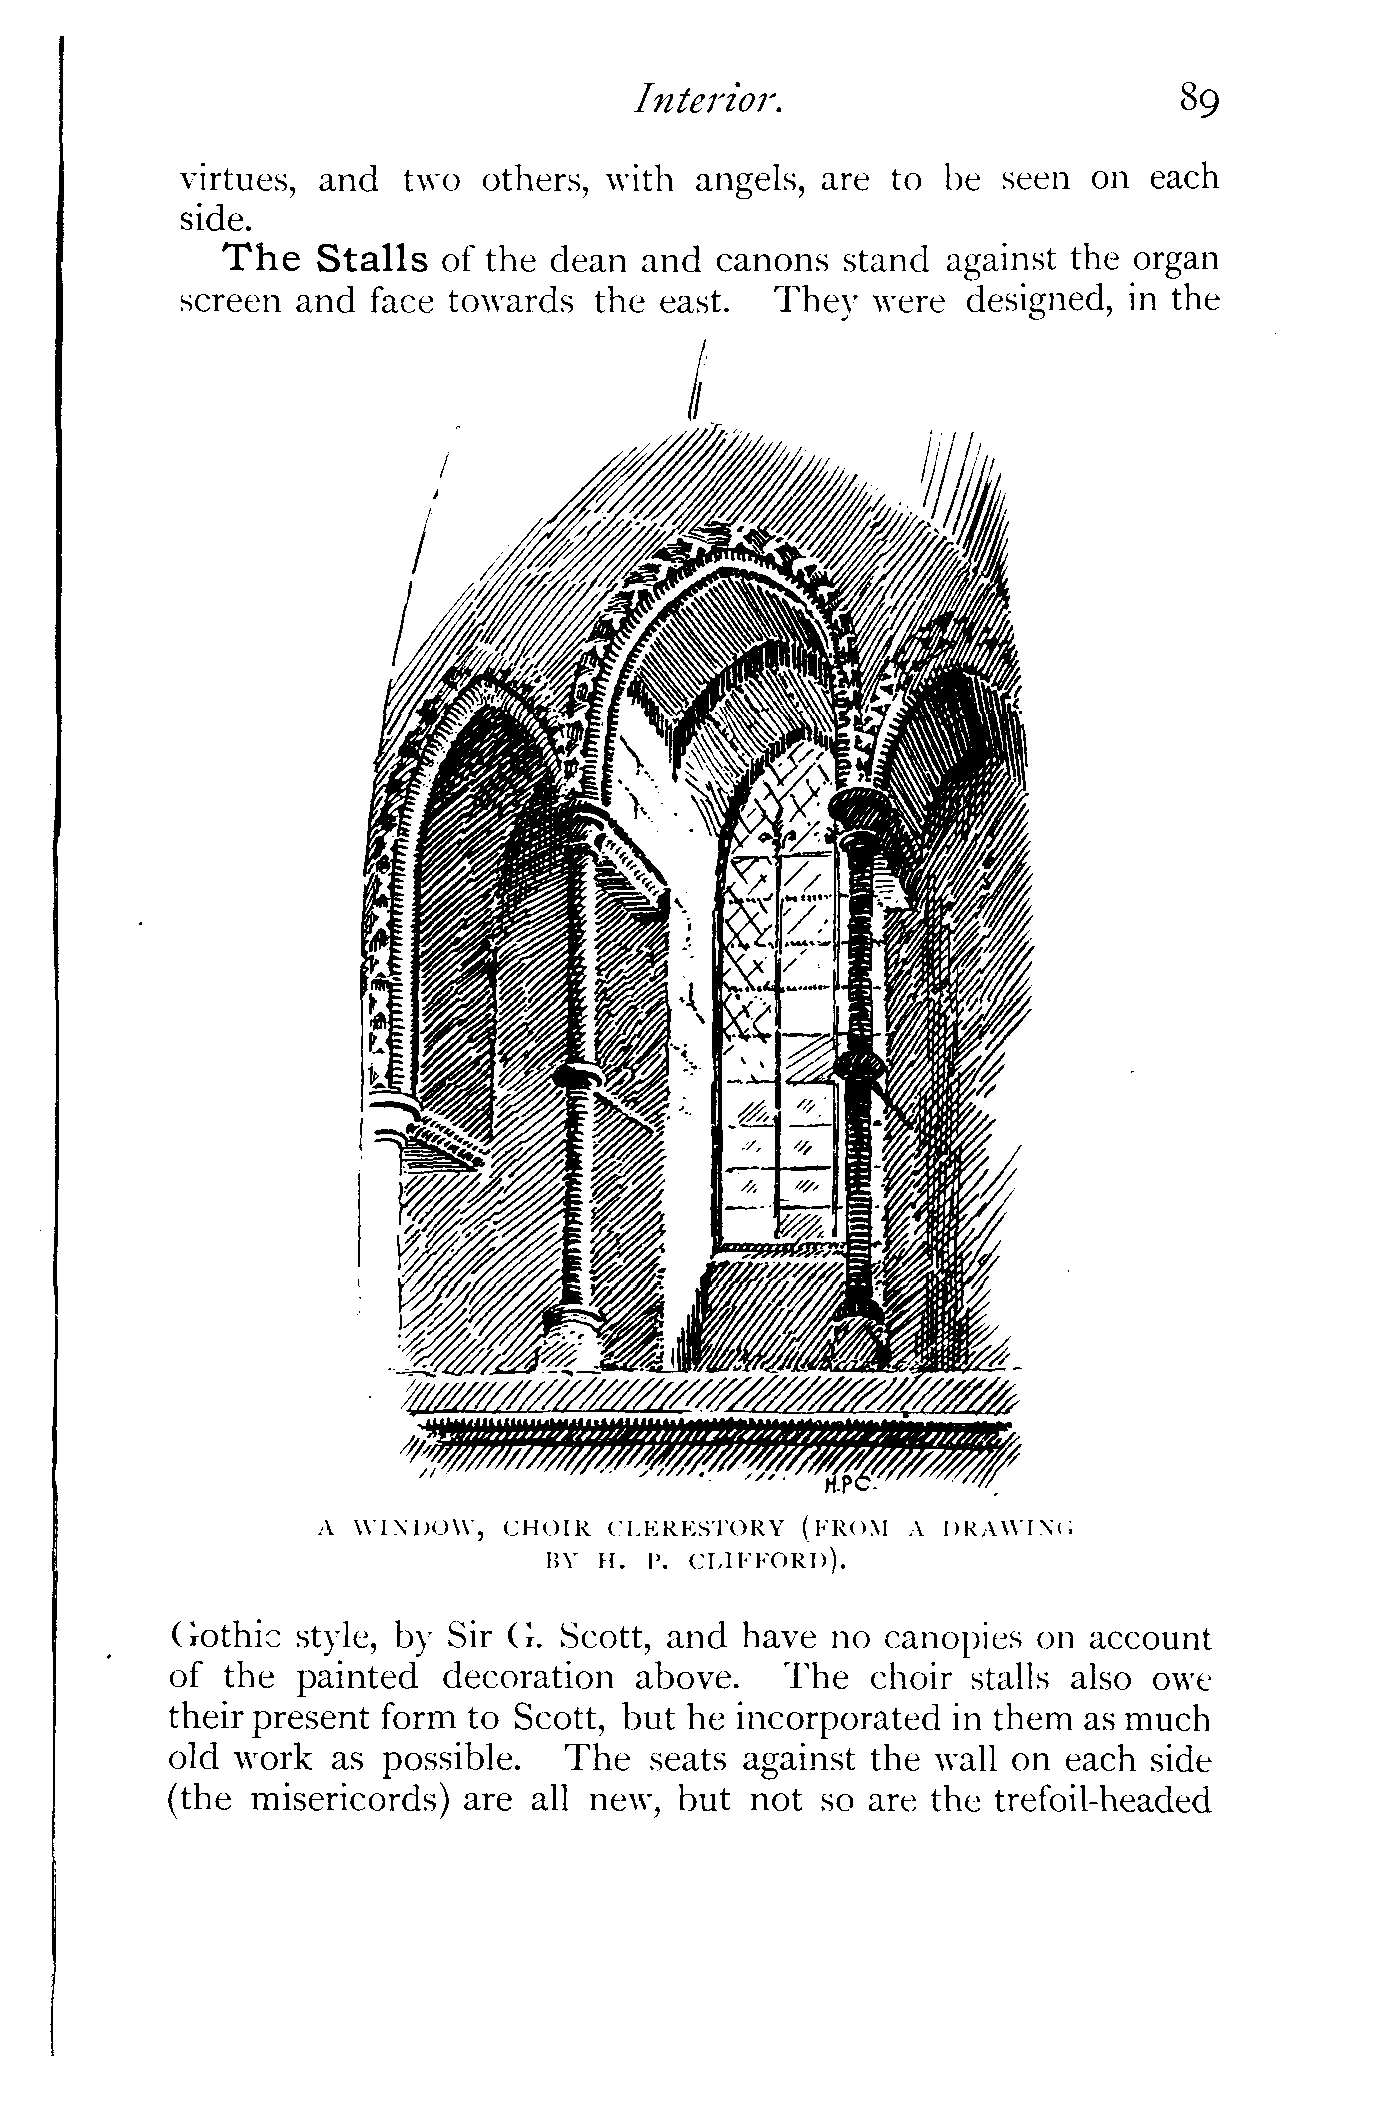 Interior. 89
virtues, and two others, with angels, are to be seen on each
side.
The Stalls of the dean and canons stand against the organ
screen and face towards the east. They were designed, in the
H.P.C.
A WINDOW, CHOIR CLERESTORY (FROM A DRAWING
BY H. P. CLIFFORD).
Gothic style, by Sir G. Scott, and have no canopies on account
of the painted decoration above. The choir stalls also owe
their present form to Scott, but he incorporated in them as much
old work as possible. The seats against the wall on each side
(the misericords) are all new, but not so are the trefoil-headed